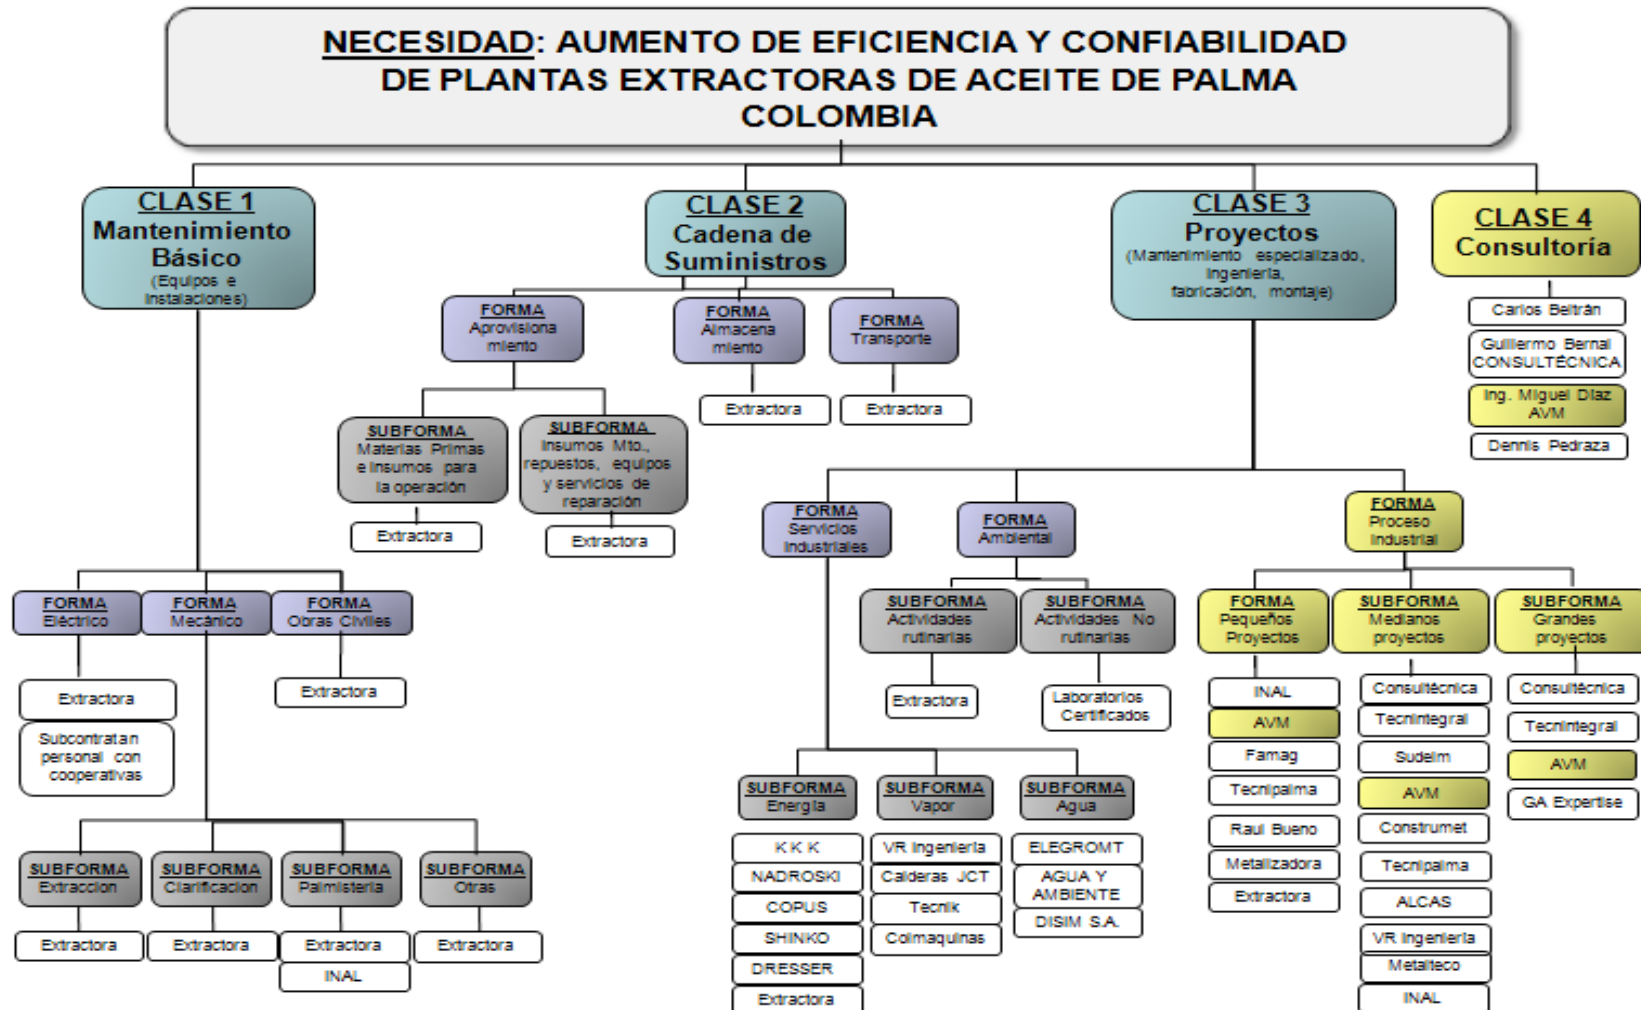 NECESIDAD: AUMENTO DE EFICIENCIA Y CONFIABILIDAD
DE PLANTAS EXTRACTORAS DE ACEITE DE PALMA
COLOMBIA
CLASE 1
Mantenimiento
Básico
(Equipos e
Instalaciones)
CLASE 2
Cadena de
Suministros
CLASE 3
Proyectos
(Mantenimiento especializado,
Ingeniería,
fabricación, montaje)
CLASE 4
Consultoría
Carlos Beltrán
Guillermo Bernal
CONSULTÉCNICA
Ing. Miguel Díaz
AVM
Dennis Pedraza
FORMA
Aprovisiona
miento
FORMA
Almacena
miento
FORMA
Transporte
Extractora
Extractora
SUBFORMA
Materias Primas
e Insumos para
la operación
SUBFORMA
Insumos Mto.,
repuestos, equipos
y servicios de
reparación
Extractora
Extractora
FORMA
Servicios
Industriales
FORMA
Ambiental
FORMA
Proceso
Industrial
FORMA
Eléctrico
FORMA
Mecánico
FORMA
Obras Civiles
Extractora
Subcontratan
personal con
cooperativas
Extractora
SUBFORMA
Actividades
rutinarias
SUBFORMA
Actividades No
rutinarias
Extractora
Laboratorios
Certificados
FORMA
Pequeños
Proyectos
SUBFORMA
Medianos
proyectos
SUBFORMA
Grandes
proyectos
INAL
AVM
Famag
Tecnipalma
Raul Bueno
Metalizadora
Extractora
Consultécnica
Tecnintegral
Sudeim
AVM
Construmet
Tecnipalma
ALCAS
VR Ingeniería
Metalteco
INAL
Consultécnica
Tecnintegral
AVM
GA Expertise
SUBFORMA
Energía
SUBFORMA
Vapor
SUBFORMA
Agua
K K K
NADROSKI
COPUS
SHINKO
DRESSER
Extractora
VR Ingeniería
Calderas JCT
Tecnik
Colmaquinas
ELEGROMT
AGUA Y
AMBIENTE
DISIM S.A.
SUBFORMA
Extraccion
SUBFORMA
Clarificacion
SUBFORMA
Palmisteria
SUBFORMA
Otras
Extractora
Extractora
Extractora
INAL
Extractora